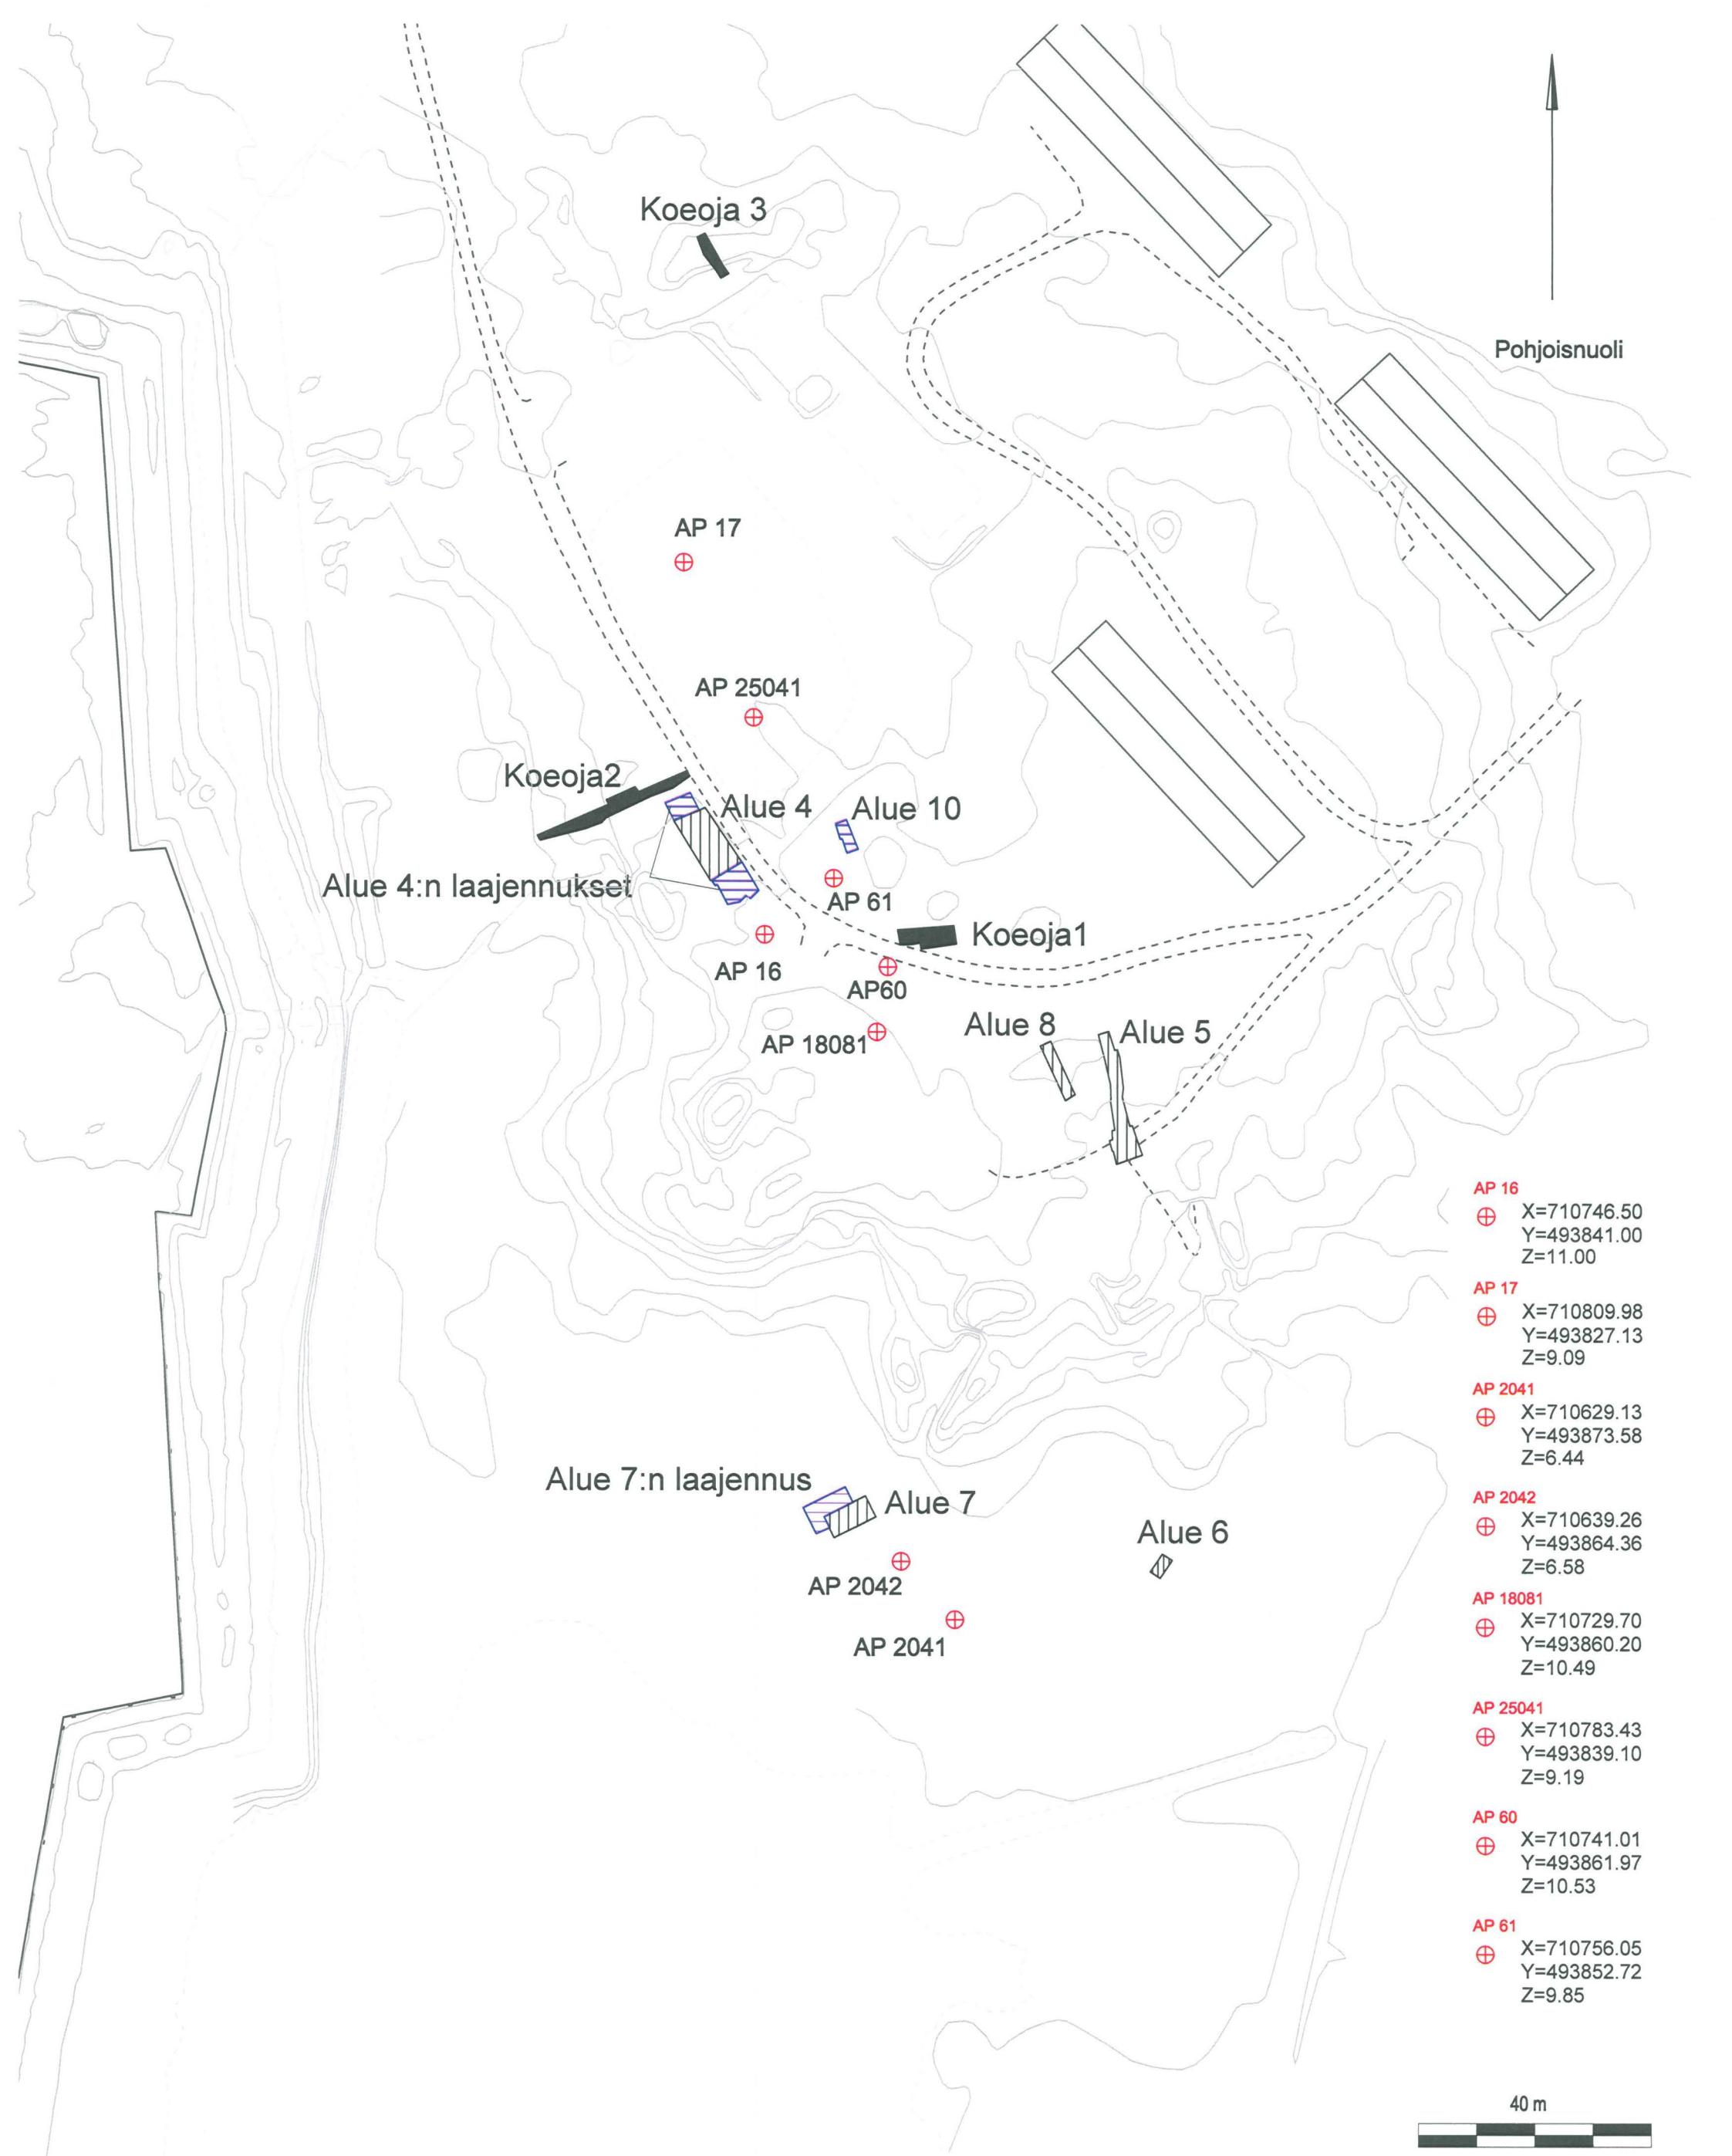 Koeoja 3
Pohjoisnuoli
AP 17
AP 25041
Koeoja2
Alue 4
Alue 10
Alue 4:n laajennukset
AP 61
Koeoja1
AP 16
AP60
Alue 8
Alue 5
AP 18081
AP 16
X=710746.50
Y=493841.00
Z=11.00
AP 17
X=710809.98
Y=493827.13
Z=9.09
AP 2041
X=710629.13
Y=493873.58
Z=6.44
Alue 7:n laajennus
Alue 7
Alue 6
AP 2042
AP 2041
AP 2042
X=710639.26
Y=493864.36
Z=6.58
AP 18081
X=710729.70
Y=493860.20
Z=10.49
AP 25041
X=710783.43
Y=493839.10
Z=9.19
AP 60
X=710741.01
Y=493861.97
Z=10.53
AP 61
X=710756.05
Y=493852.72
Z=9.85
40 m